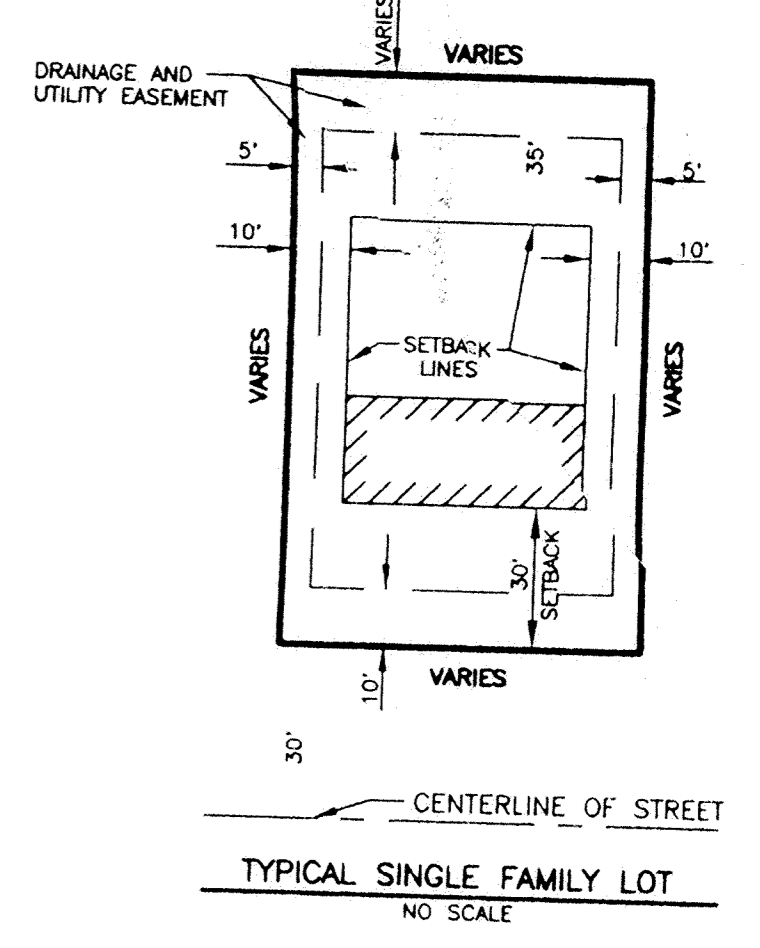 VARIES
VARIES
DRAINAGE AND
UTILITY EASEMENT
5'
35'
5'
10'
10'
SETBACK
LINES
VARIES
VARIES
30'
SETBACK
10'
VARIES
30'
CENTERLINE OF STREET
TYPICAL SINGLE FAMILY LOT
NO SCALE